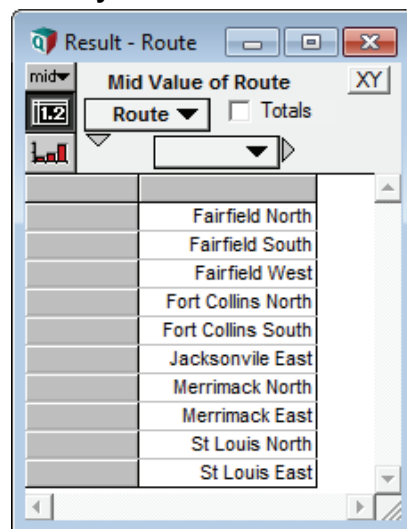 Result - Route
mid
Mid Value of Route
XY
1.2
Route
Totals
Fairfield North
Fairfield South
Fairfield West
Fort Collins North
Fort Collins South
Jacksonvile East
Merrimack North
Merrimack East
St Louis North
St Louis East